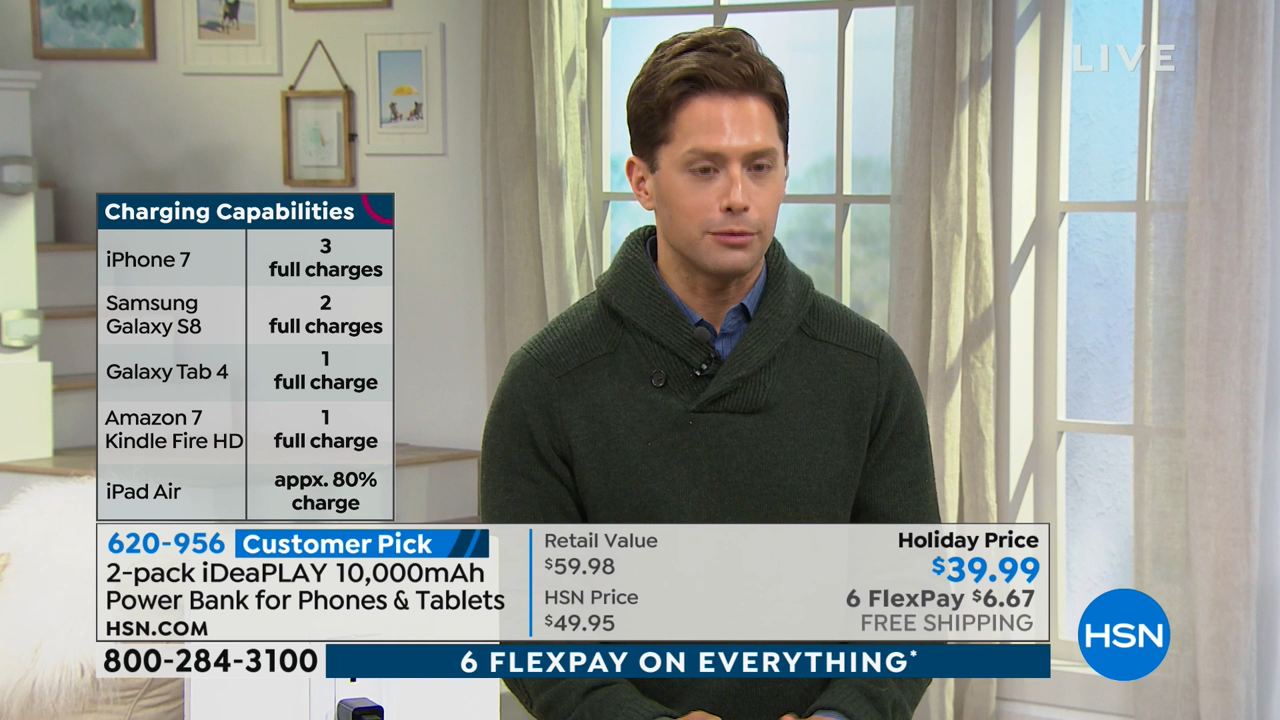 LIVE
Charging Capabilities
iPhone 7
3
full charges
Samsung
Galaxy S8
2
full charges
Galaxy Tab 4
1
full charge
Amazon 7
Kindle Fire HD
1
full charge
iPad Air
appx. 80%
charge
620-956 Customer Pick
2-pack iDeaPLAY 10,000mAh
Power Bank for Phones & Tablets
HSN.COM
Retail Value
$59.98
HSN Price
$49.95
Holiday Price
$39.99
6 FlexPay $6.67
FREE SHIPPING
HSN
800-284-3100
6 FLEXPAY ON EVERYTHING*